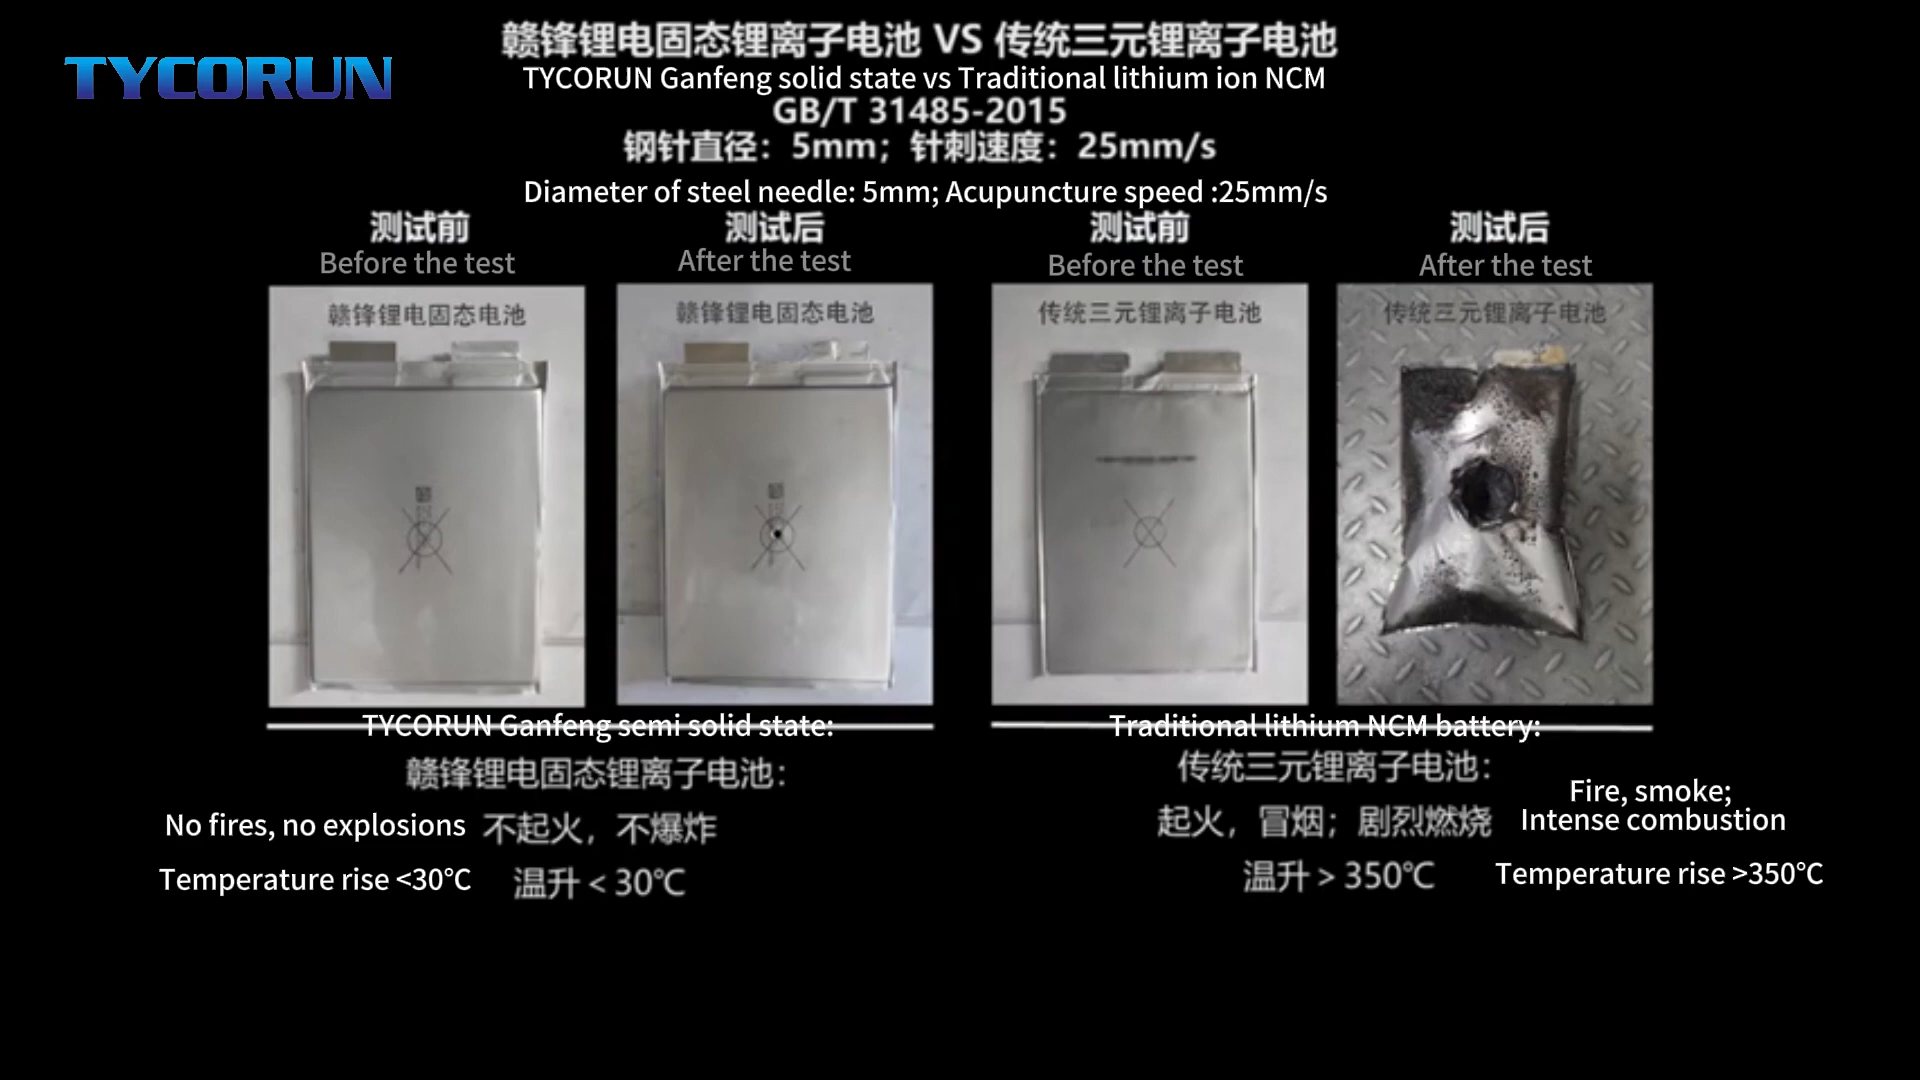 TYCORUN
赣锋锂电固态锂离子电池 VS 传统三元锂离子电池
TYCORUN Ganfeng solid state vs Traditional lithium ion NCM
GB/T 31485-2015
钢针直径：5mm；针刺速度：25mm/s
Diameter of steel needle: 5mm; Acupuncture speed :25mm/s
测试前
Before the test
测试后
After the test
测试前
Before the test
测试后
After the test
赣锋锂电固态电池
赣锋锂电固态电池
传统三元锂离子电池
传统三元锂离子电池
TYCORUN Ganfeng semi solid state:
赣锋锂电固态锂离子电池：
No fires, no explosions
不起火，不爆炸
Temperature rise <30°C
温升 < 30℃
Traditional lithium NCM battery:
传统三元锂离子电池：
起火，冒烟；剧烈燃烧
Fire, smoke;
Intense combustion
温升 > 350℃
Temperature rise >350°C